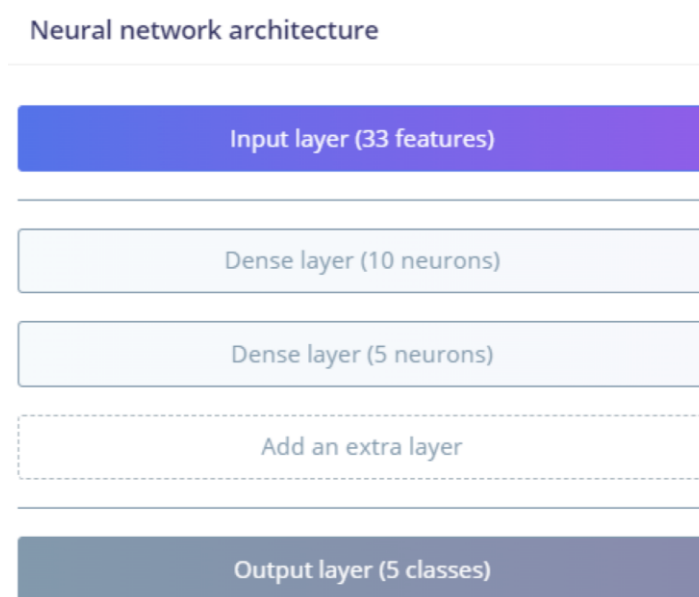 Neural network architecture
Input layer (33 features)
Dense layer (10 neurons)
Dense layer (5 neurons)
Add an extra layer
Output layer (5 classes)